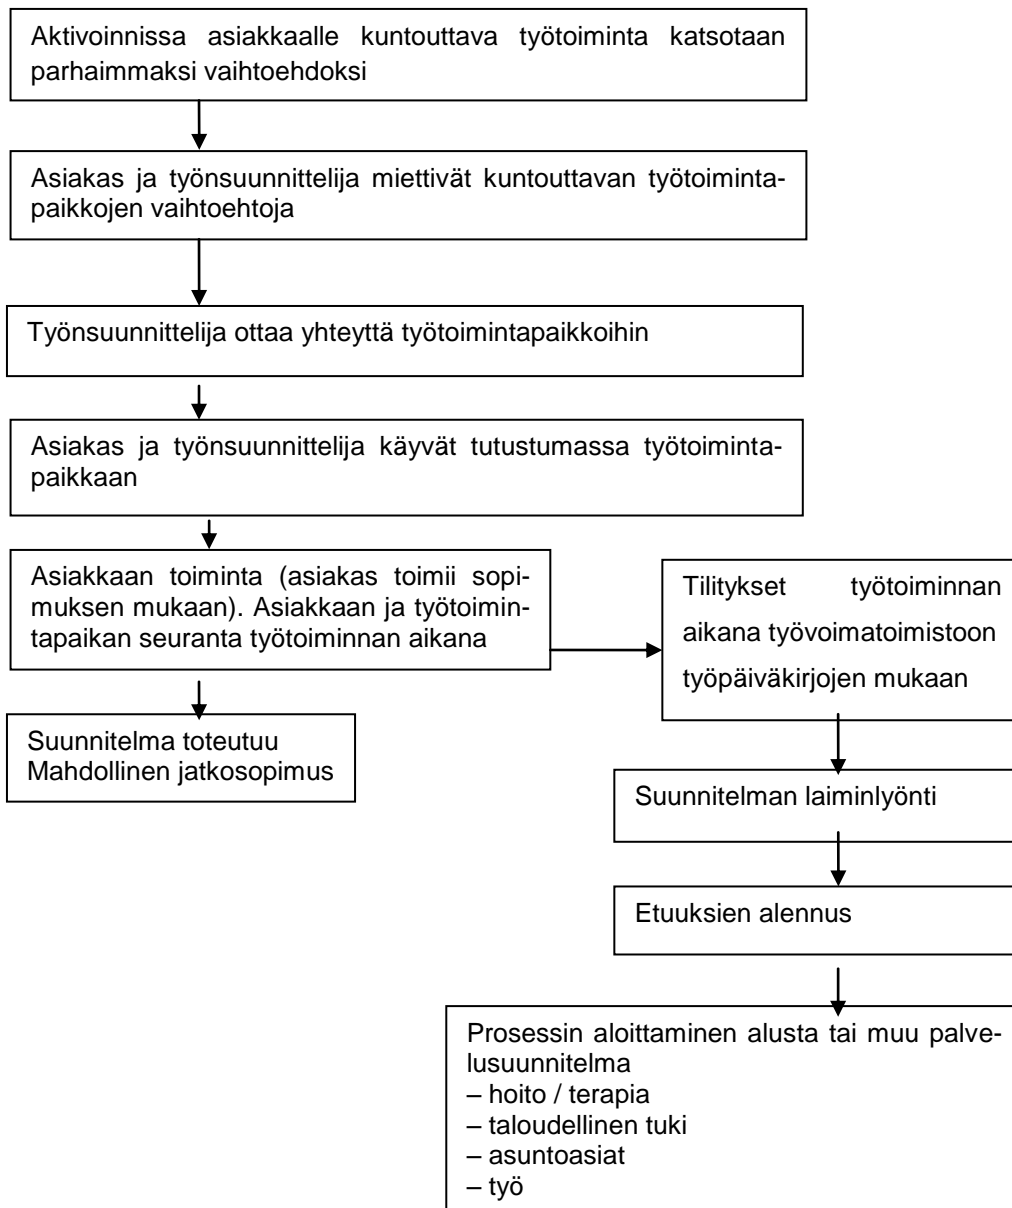 Aktivoinnissa asiakkaalle kuntouttava työtoiminta katsotaan
parhaimmaksi vaihtoehdoksi
Asiakas ja työnsuunnittelija miettivät kuntouttavan työtoiminta-
paikkojen vaihtoehtoja
Työnsuunnittelija ottaa yhteyttä työtoimintapaikkoihin
Asiakas ja työnsuunnittelija käyvät tutustumassa työtoiminta-
paikkaan
Asiakkaan toiminta (asiakas toimii sopi-
muksen mukaan). Asiakkaan ja työtoimin-
tapaikan seuranta työtoiminnan aikana
Suunnitelma toteutuu
Mahdollinen jatkosopimus
Tilitykset työtoiminnan
aikana työvoimatoimistoon
työpäiväkirjojen mukaan
Suunnitelman laiminlyönti
Etuuksien alennus
Prosessin aloittaminen alusta tai muu palve-
lusuunnitelma
– hoito / terapia
– taloudellinen tuki
– asuntoasiat
– työ